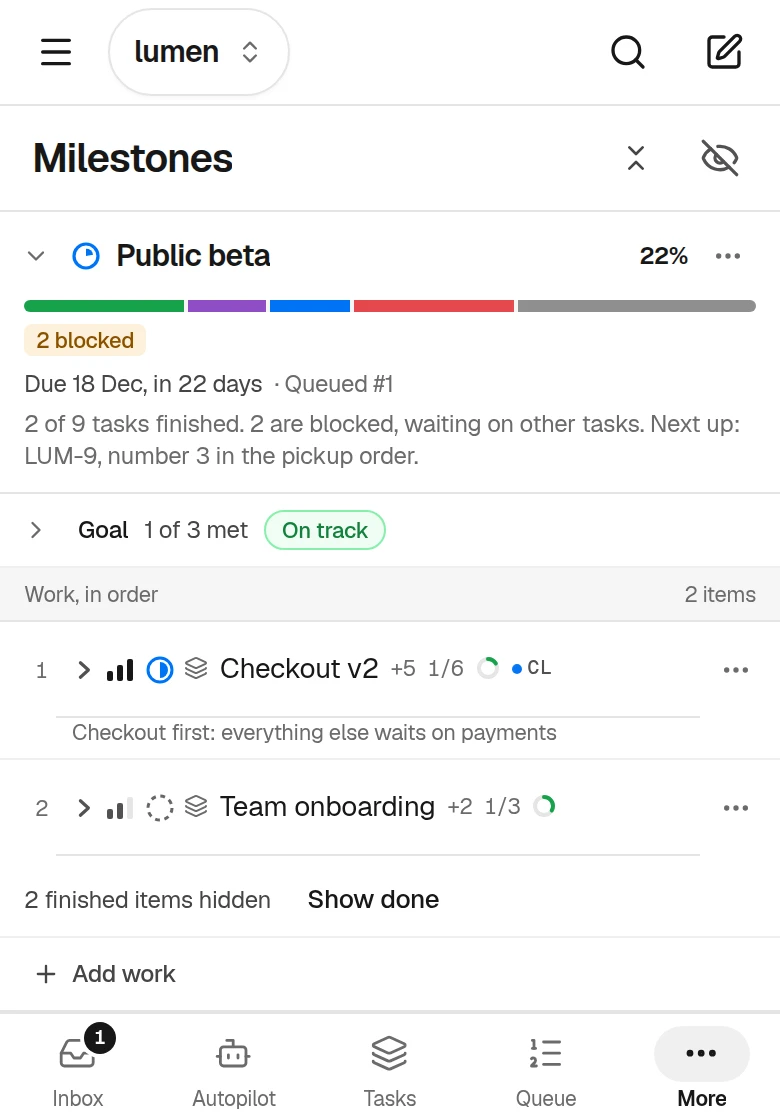 lumen
Milestones
Public beta 22%
2 blocked
Due 18 Dec, in 22 days · Queued #1
2 of 9 tasks finished. 2 are blocked, waiting on other tasks. Next up:
LUM-9, number 3 in the pickup order.
Goal 1 of 3 met On track
Work, in order 2 items
1 Checkout v2 +5 1/6 CL
Checkout first: everything else waits on payments
2 Team onboarding +2 1/3
2 finished items hidden Show done
Add work
1
Inbox Autopilot Tasks Queue More